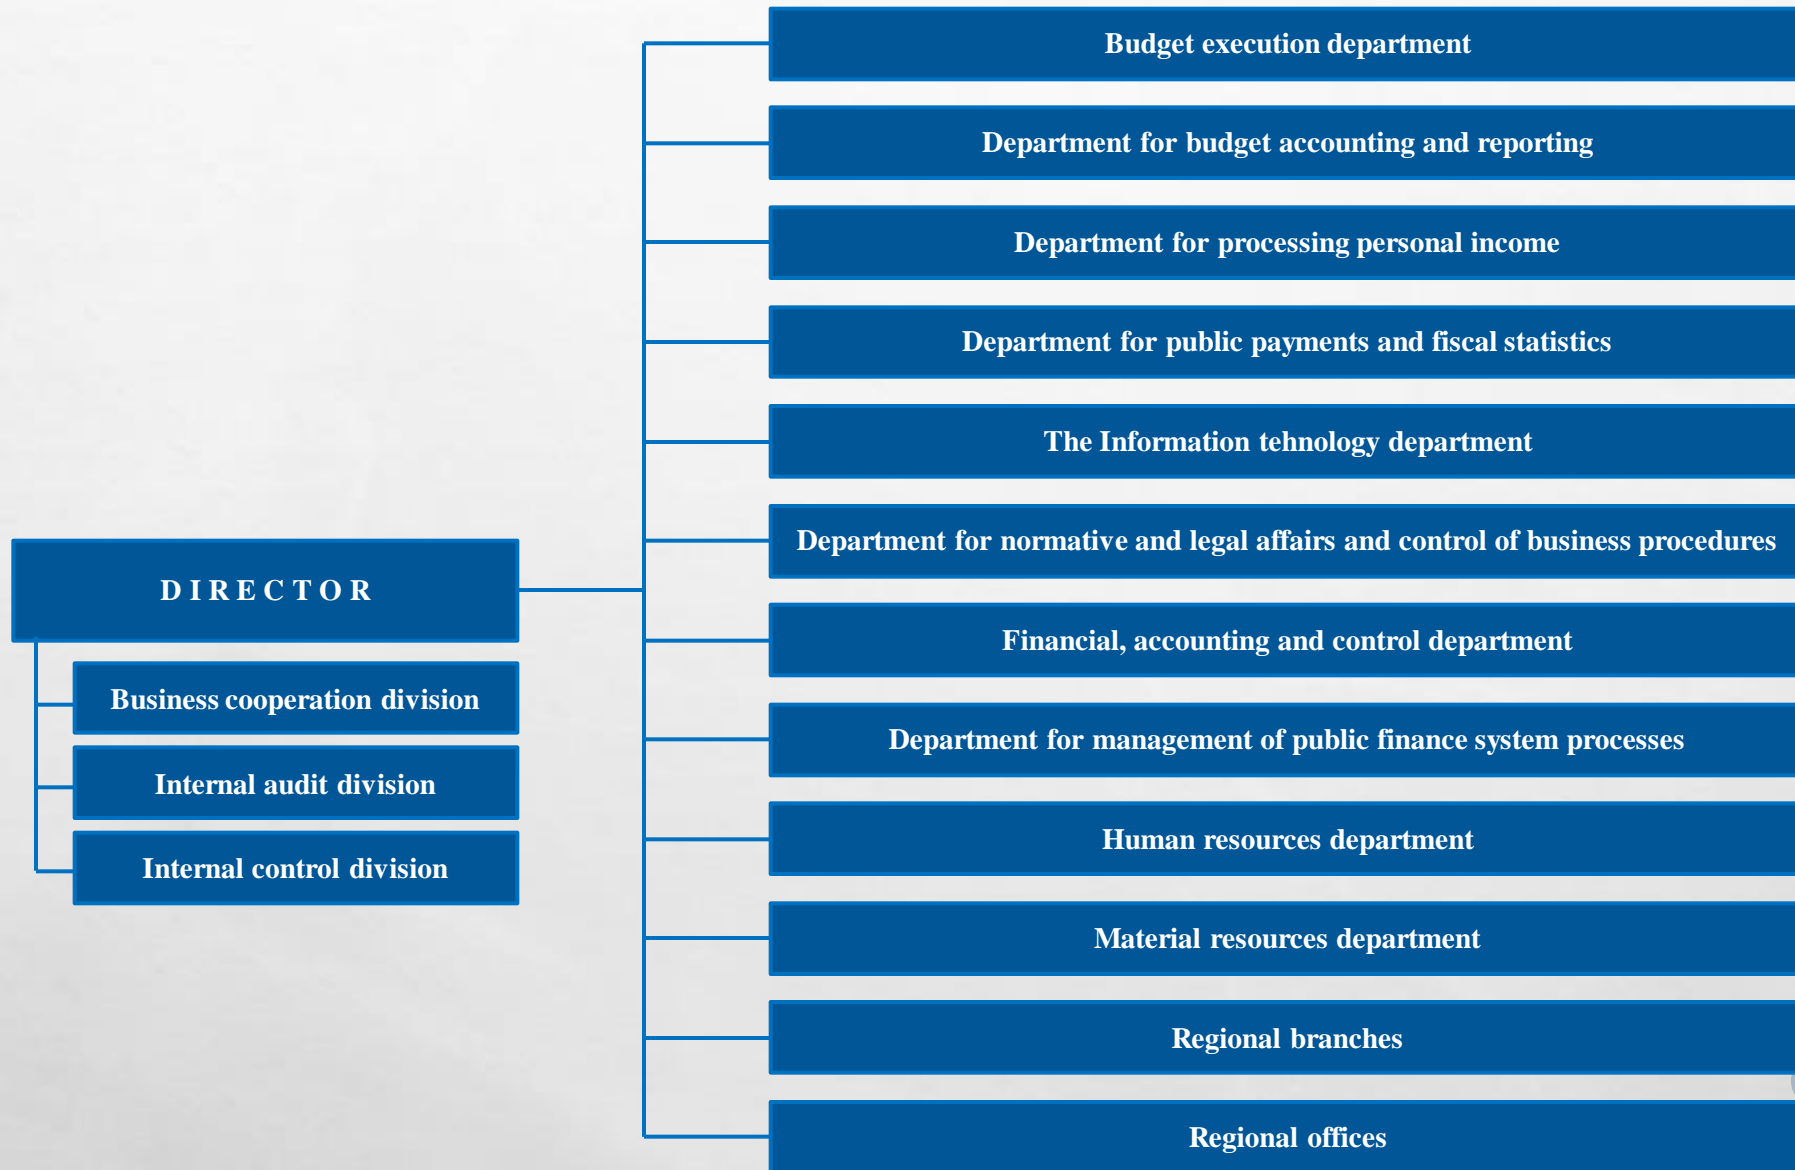 D I R E C T O R
Business cooperation division
Internal audit division
Internal control division
Budget execution department
Department for budget accounting and reporting
Department for processing personal income
Department for public payments and fiscal statistics
The Information tehnology department
Department for normative and legal affairs and control of business procedures
Financial, accounting and control department
Department for management of public finance system processes
Human resources department
Material resources department
Regional branches
Regional offices